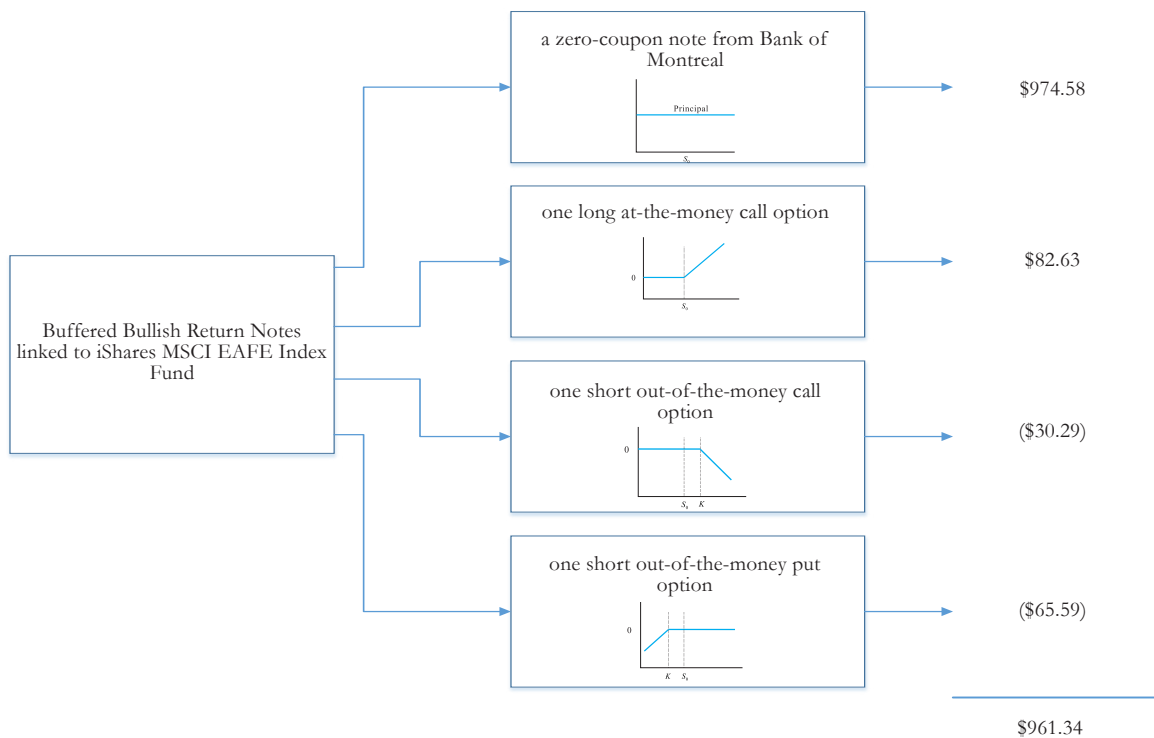 a zero-coupon note from Bank of
Montreal
Principal
S₀
$974.58
one long at-the-money call option
0
S₀
$82.63
Buffered Bullish Return Notes
linked to iShares MSCI EAFE Index
Fund
one short out-of-the-money call
option
0
S₀ K
($30.29)
one short out-of-the-money put
option
0
K S₀
($65.59)
$961.34